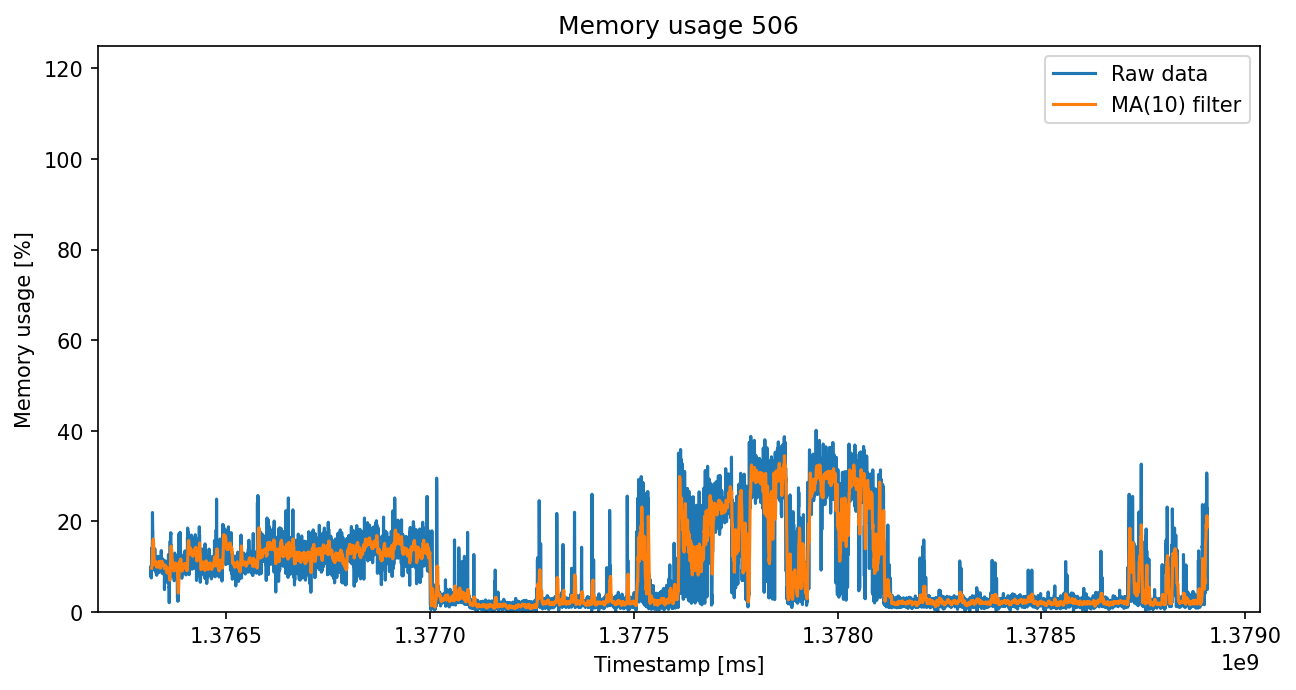 Memory usage 506
Raw data
MA(10) filter
Memory usage [%]
120
100
80
60
40
20
0
1.3765 1.3770 1.3775 1.3780 1.3785 1.3790
1e9
Timestamp [ms]